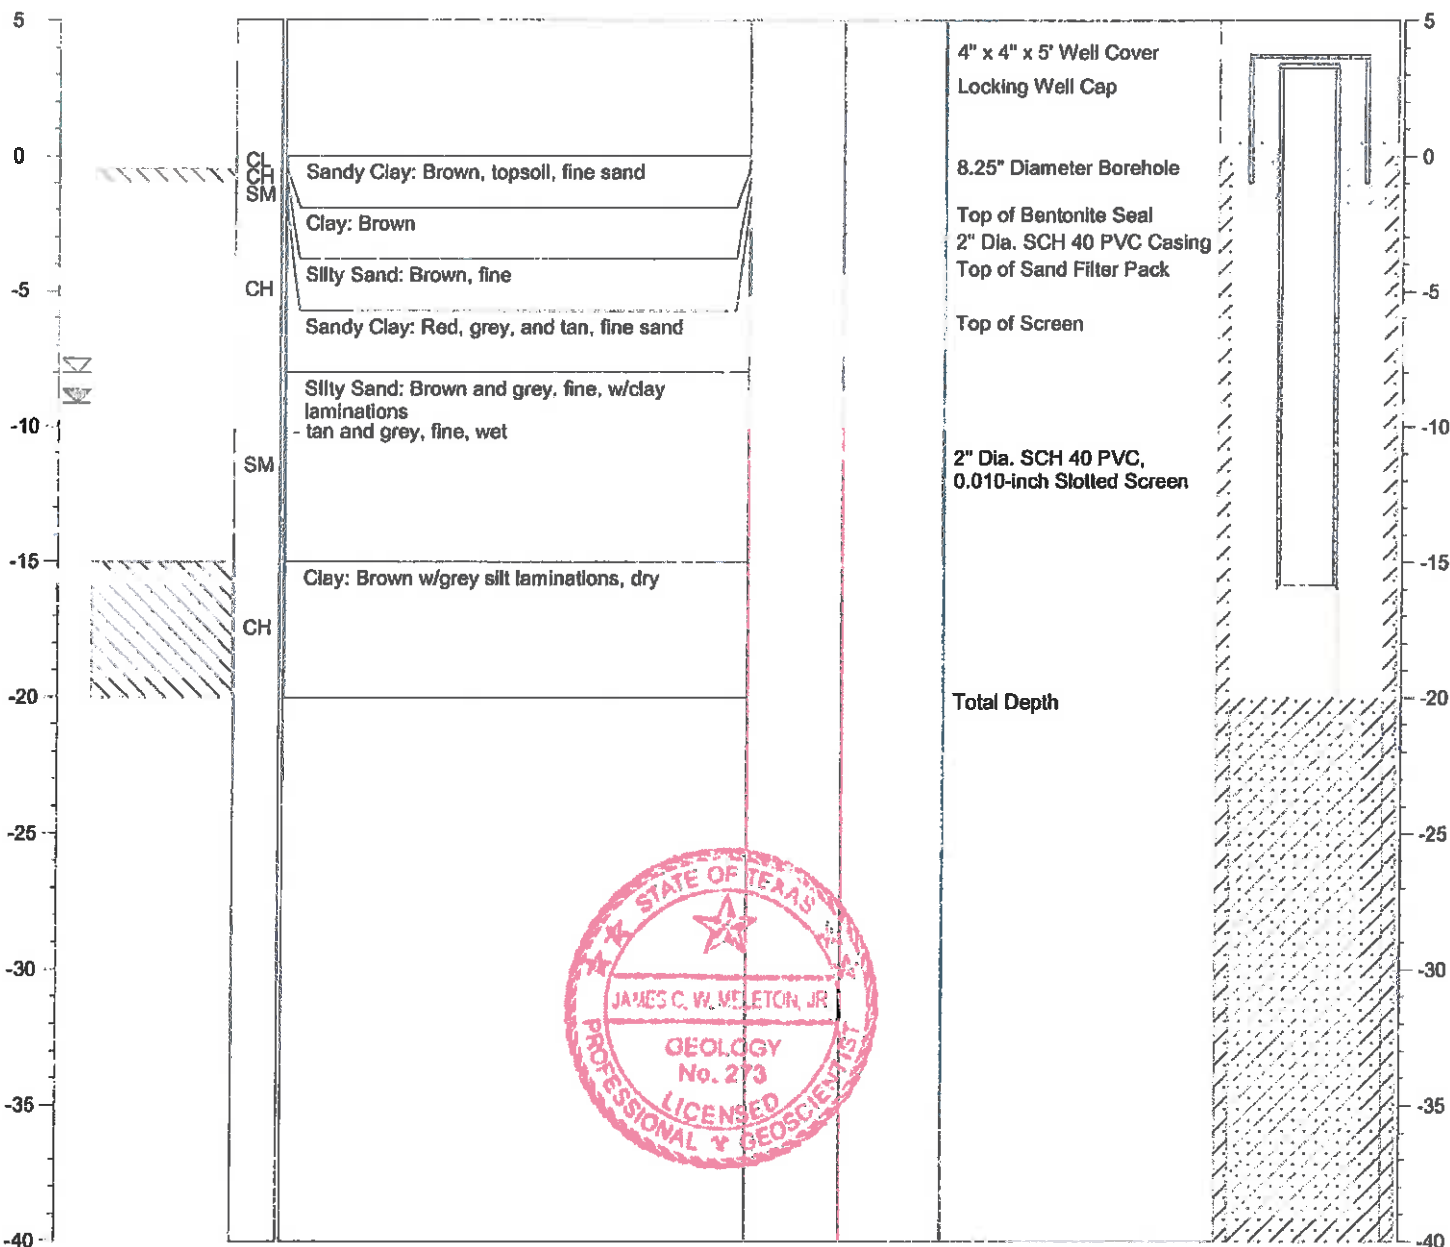 5
0
-5
-10
-15
-20
-25
-30
-35
-40
CL
CH
SM
CH
SM
CH
Sandy Clay: Brown, topsoil, fine sand
Clay: Brown
Silty Sand: Brown, fine
Sandy Clay: Red, grey, and tan, fine sand
Silty Sand: Brown and grey, fine, w/clay
laminations
- tan and grey, fine, wet
Clay: Brown w/grey silt laminations, dry
4" x 4" x 5' Well Cover
Locking Well Cap
8.25" Diameter Borehole
Top of Bentonite Seal
2" Dia. SCH 40 PVC Casing
Top of Sand Filter Pack
Top of Screen
2" Dia. SCH 40 PVC,
0.010-inch Slotted Screen
Total Depth
5
0
-5
-10
-15
-20
-25
-30
-35
-40
STATE OF TEXAS
JAMES C. W. MELETON, JR
GEOLOGY
No. 273
LICENSED
PROFESSIONAL GEOSCIENTIST